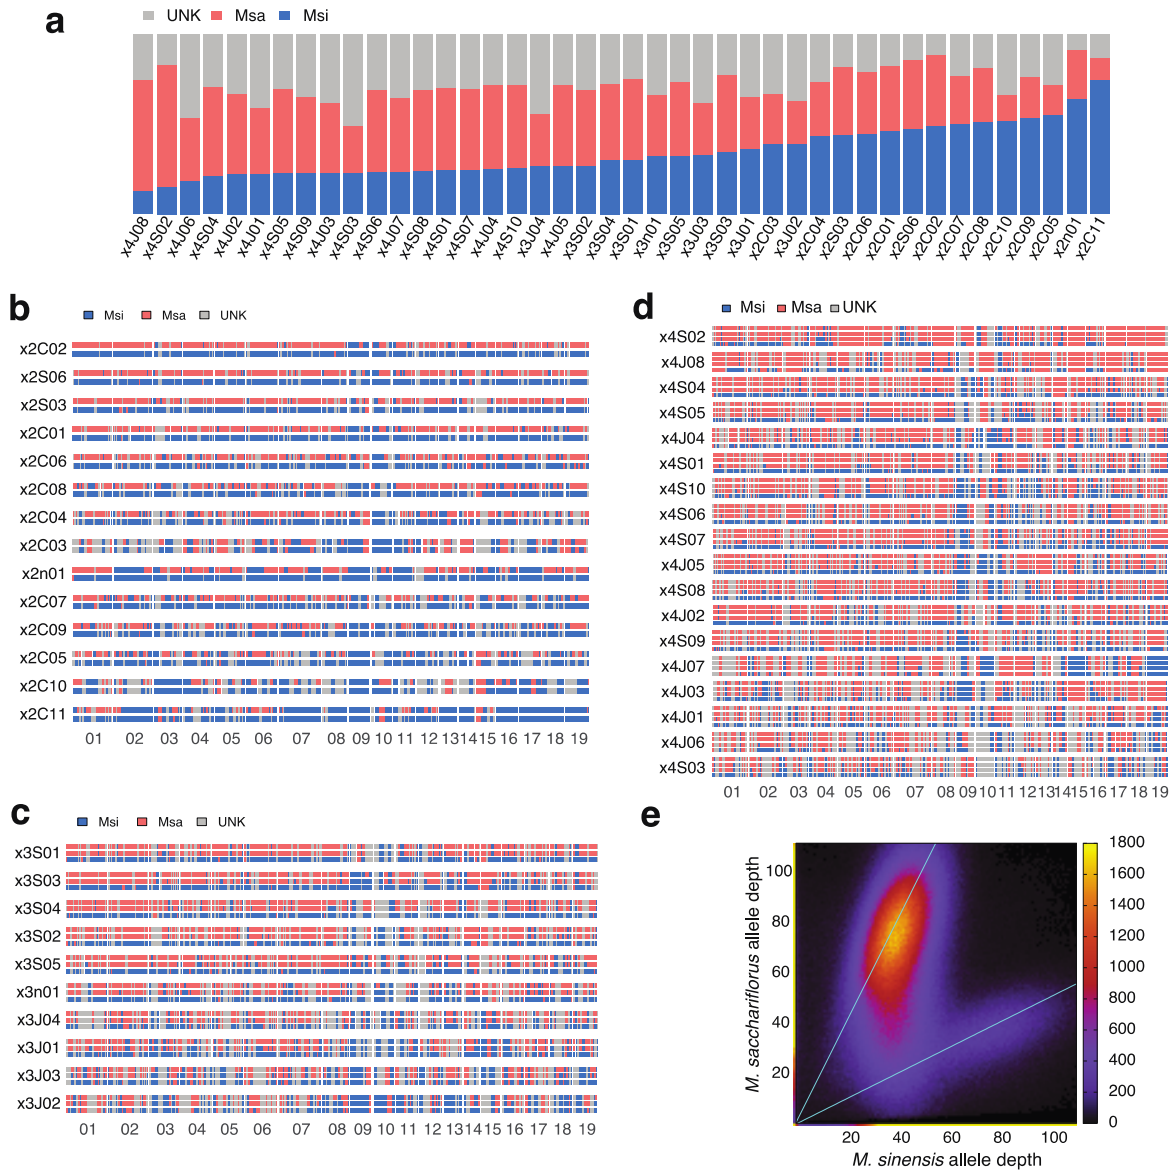 a
UNK Msa Msi
x4J08 x4S02 x4J06 x4S04 x4J02 x4J01 x4S05 x4S09 x4J03 x4S03 x4S06 x4J07 x4S08 x4S01 x4S07 x4J04 x4S10 x3J04 x4J05 x3S02 x3S04 x3S01 x3n01 x3S05 x3J03 x3S03 x3J01 x2C03 x3J02 x2C04 x2S03 x2C06 x2C01 x2S06 x2C02 x2C07 x2C08 x2C10 x2C09 x2C05 x2n01 x2C11
b
Msi Msa UNK
x2C02
x2S06
x2S03
x2C01
x2C06
x2C08
x2C04
x2C03
x2n01
x2C07
x2C09
x2C05
x2C10
x2C11
01 02 03 04 05 06 07 08 09 10 11 12 13 14 15 16 17 18 19
c
Msi Msa UNK
x3S01
x3S03
x3S04
x3S02
x3S05
x3n01
x3J04
x3J01
x3J03
x3J02
01 02 03 04 05 06 07 08 09 10 11 12 13 14 15 16 17 18 19
d
Msi Msa UNK
x4S02
x4J08
x4S04
x4S05
x4J04
x4S01
x4S10
x4S06
x4S07
x4J05
x4S08
x4J02
x4S09
x4J07
x4J03
x4J01
x4J06
x4S03
01 02 03 04 05 06 07 08 09 10 11 12 13 14 15 16 17 18 19
e
M. sacchariflorus allele depth
100
80
60
40
20
20 40 60 80 100
M. sinensis allele depth
1800
1600
1400
1200
1000
800
600
400
200
0